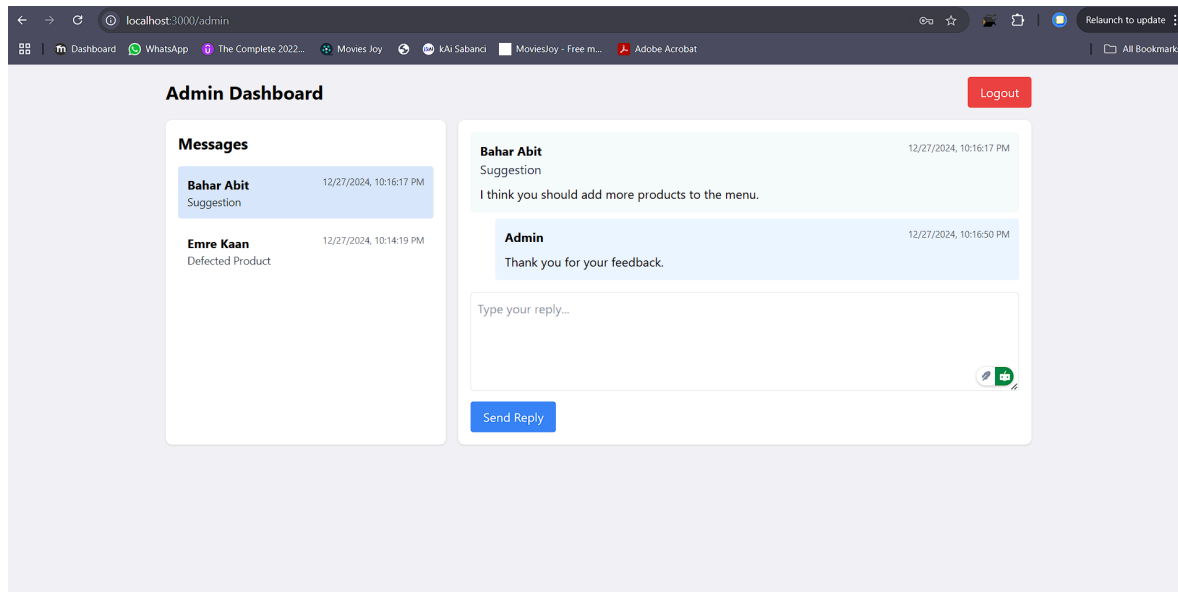 localhost:3000/admin
Relaunch to update
Dashboard WhatsApp The Complete 2022... Movies Joy kAi Sabanci MoviesJoy - Free m... Adobe Acrobat All Bookmarks
Admin Dashboard
Logout
Messages
Bahar Abit 12/27/2024, 10:16:17 PM
Suggestion
Emre Kaan 12/27/2024, 10:14:19 PM
Defected Product
Bahar Abit 12/27/2024, 10:16:17 PM
Suggestion
I think you should add more products to the menu.
Admin 12/27/2024, 10:16:50 PM
Thank you for your feedback.
Type your reply...
Send Reply